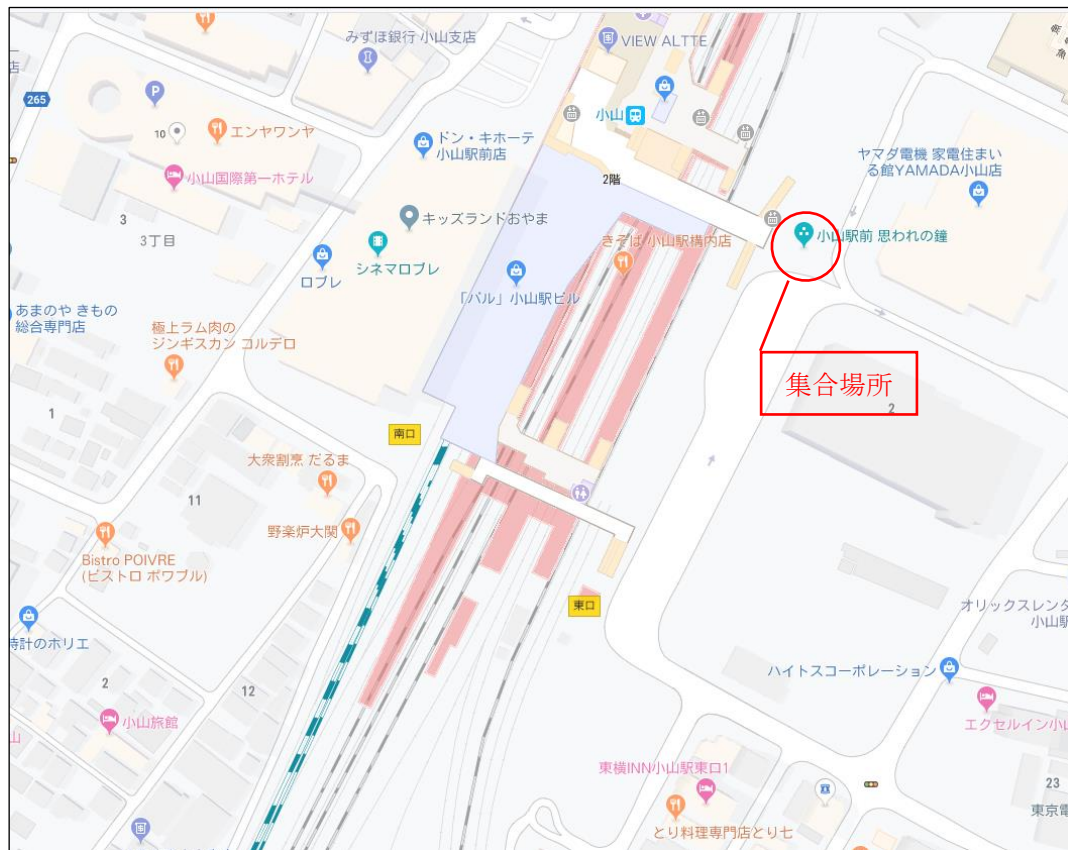 みずほ銀行 小山支店
VIEW ALTTE
店
265
P
10
エンヤワンヤ
ドン・キホーテ
小山駅前店
小山
ヤマダ電機 家電住まい
る館YAMADA小山店
小山国際第一ホテル
2階
3
3丁目
キッズランドおやま
小山駅前 思われの鐘
きそば 小山駅構内店
シネマロブレ
ロブレ
「パル」小山駅ビル
あまのや きもの
総合専門店
極上ラム肉の
ジンギスカン コルデロ
集合場所
2
1
南口
大衆割烹 だるま
11
野楽炉大関
Bistro POIVRE
(ビストロ ポワブル)
東口
オリックスレンタ
小山駅
時計のホリエ
ハイトスコーポレーション
2
12
小山旅館
山
エクセルイン小山
東横INN小山駅東口1
23
東京電
とり料理専門店とり七